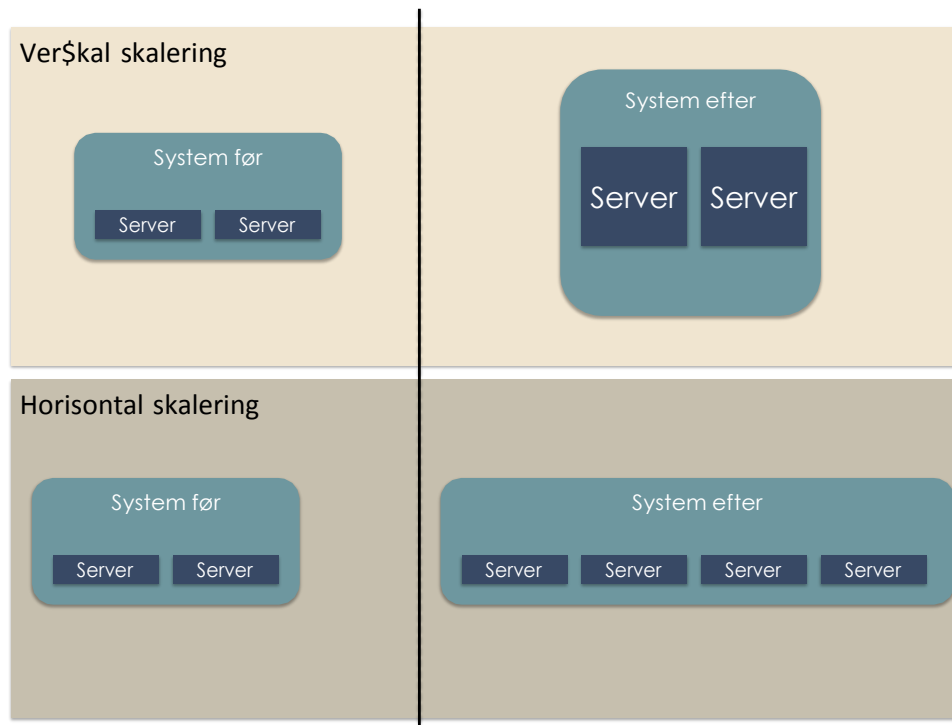 Ver$kal skalering
System før
Server Server
System efter
Server Server
Horisontal skalering
System før
Server Server
System efter
Server Server Server Server